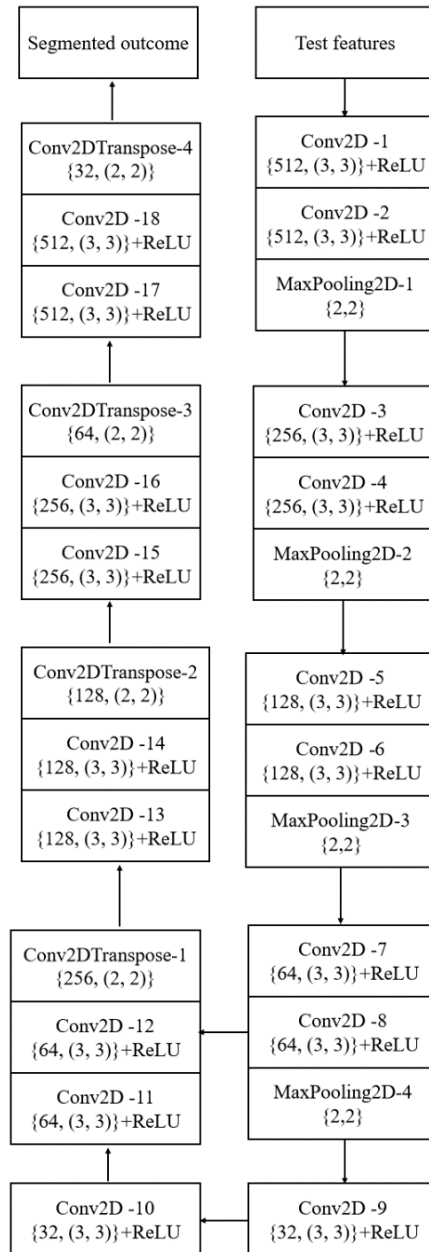 Segmented outcome
Conv2DTranspose-4
{32, (2, 2)}
Conv2D -18
{512, (3, 3)}+ReLU
Conv2D -17
{512, (3, 3)}+ReLU
Conv2DTranspose-3
{64, (2, 2)}
Conv2D -16
{256, (3, 3)}+ReLU
Conv2D -15
{256, (3, 3)}+ReLU
Conv2DTranspose-2
{128, (2, 2)}
Conv2D -14
{128, (3, 3)}+ReLU
Conv2D -13
{128, (3, 3)}+ReLU
Conv2DTranspose-1
{256, (2, 2)}
Conv2D -12
{64, (3, 3)}+ReLU
Conv2D -11
{64, (3, 3)}+ReLU
Conv2D -10
{32, (3, 3)}+ReLU
Test features
Conv2D -1
{512, (3, 3)}+ReLU
Conv2D -2
{512, (3, 3)}+ReLU
MaxPooling2D-1
{2,2}
Conv2D -3
{256, (3, 3)}+ReLU
Conv2D -4
{256, (3, 3)}+ReLU
MaxPooling2D-2
{2,2}
Conv2D -5
{128, (3, 3)}+ReLU
Conv2D -6
{128, (3, 3)}+ReLU
MaxPooling2D-3
{2,2}
Conv2D -7
{64, (3, 3)}+ReLU
Conv2D -8
{64, (3, 3)}+ReLU
MaxPooling2D-4
{2,2}
Conv2D -9
{32, (3, 3)}+ReLU